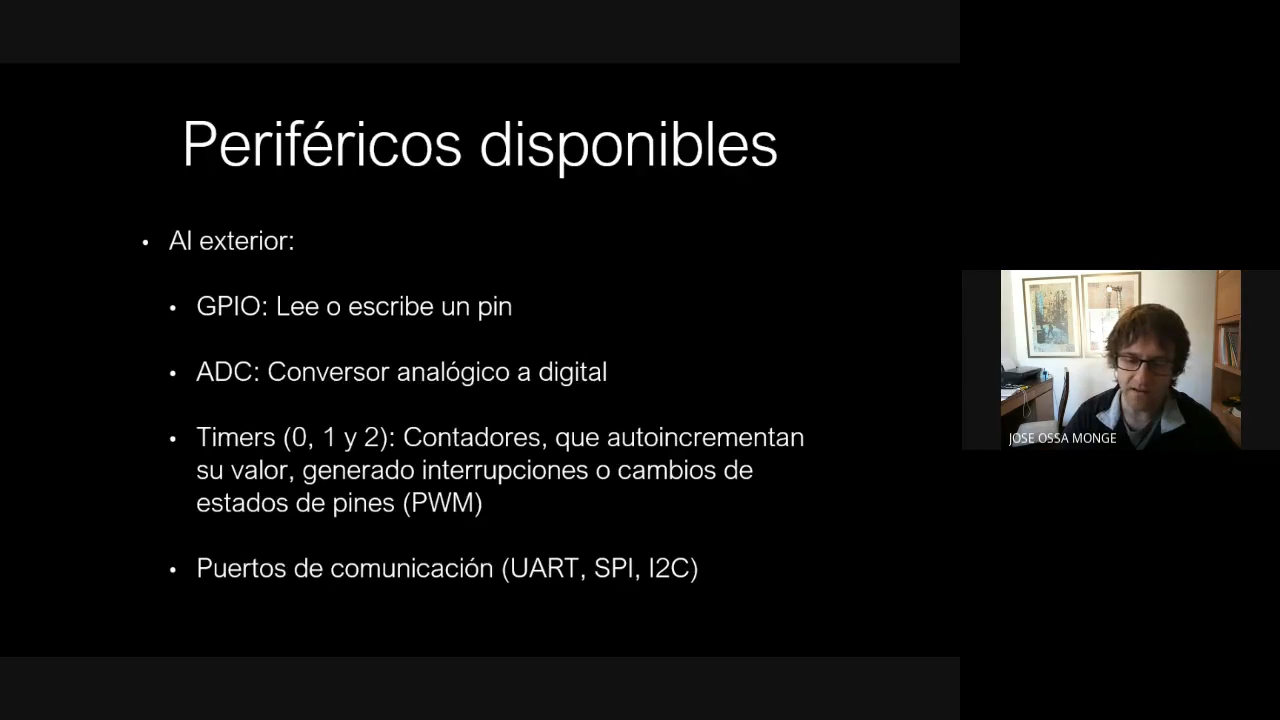 Periféricos disponibles
• Al exterior:
• GPIO: Lee o escribe un pin
• ADC: Conversor analógico a digital
• Timers (0, 1 y 2): Contadores, que autoincrementan
su valor, generado interrupciones o cambios de
estados de pines (PWM)
• Puertos de comunicación (UART, SPI, I2C)
JOSE OSSA MONGE